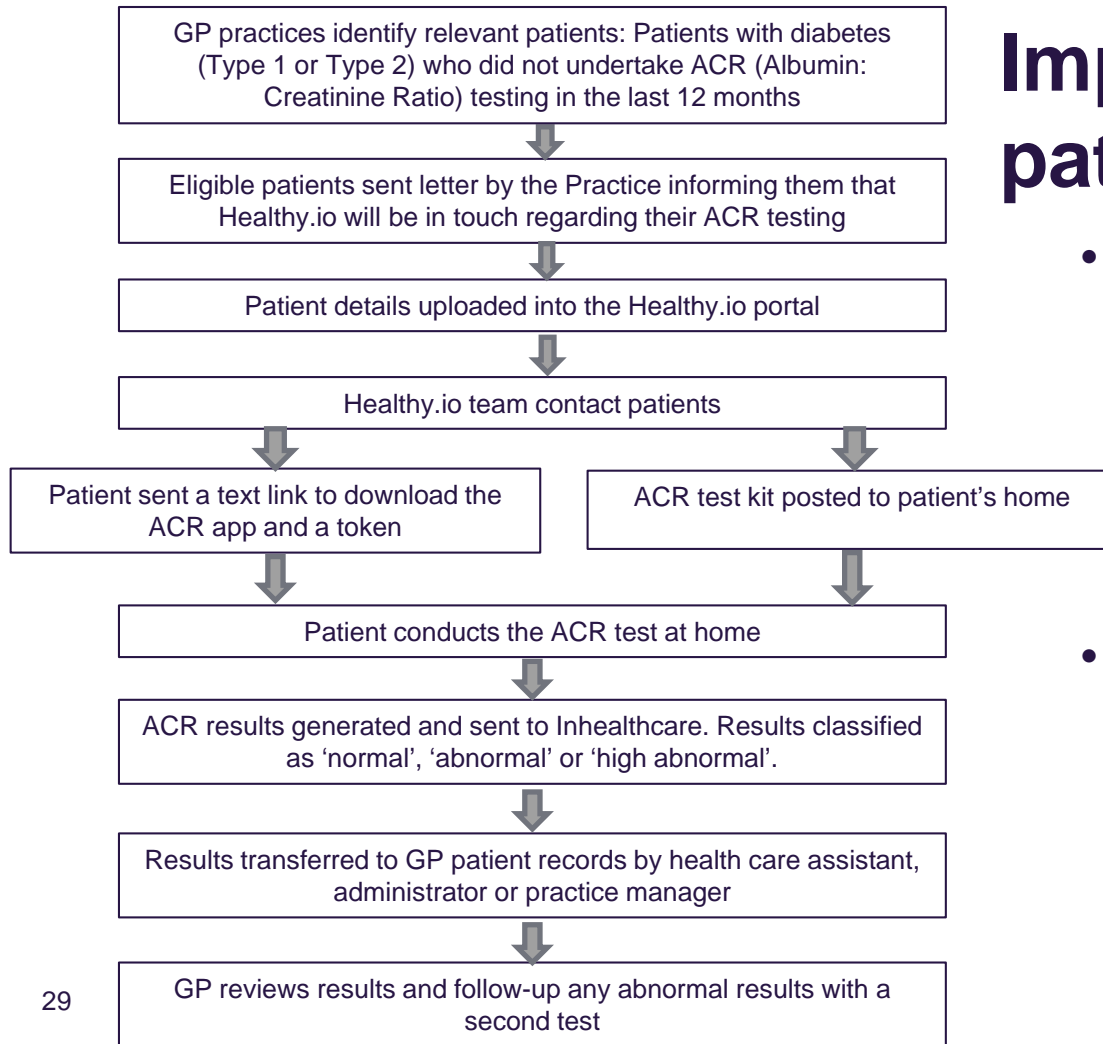 GP practices identify relevant patients: Patients with diabetes
(Type 1 or Type 2) who did not undertake ACR (Albumin:
Creatinine Ratio) testing in the last 12 months
Eligible patients sent letter by the Practice informing them that
Healthy.io will be in touch regarding their ACR testing
Patient details uploaded into the Healthy.io portal
Healthy.io team contact patients
Patient sent a text link to download the
ACR app and a token
ACR test kit posted to patient’s home
Patient conducts the ACR test at home
ACR results generated and sent to Inhealthcare. Results classified
as ‘normal’, ‘abnormal’ or ‘high abnormal’.
Results transferred to GP patient records by health care assistant,
administrator or practice manager
GP reviews results and follow-up any abnormal results with a
second test
29
•
•